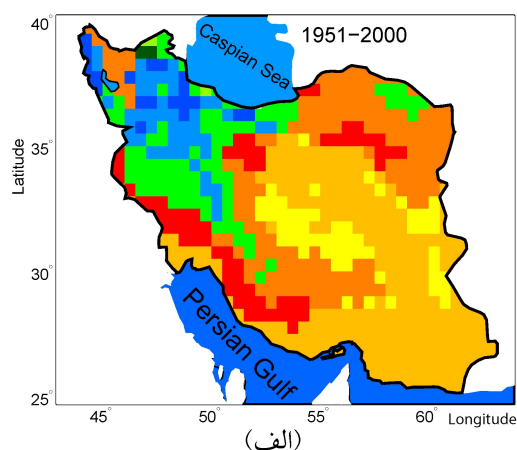 40°
1951−2000
Caspian Sea
35°
Latitude
30°
Persian Gulf
25°
45° 50° 55° 60° Longitude
(الف)